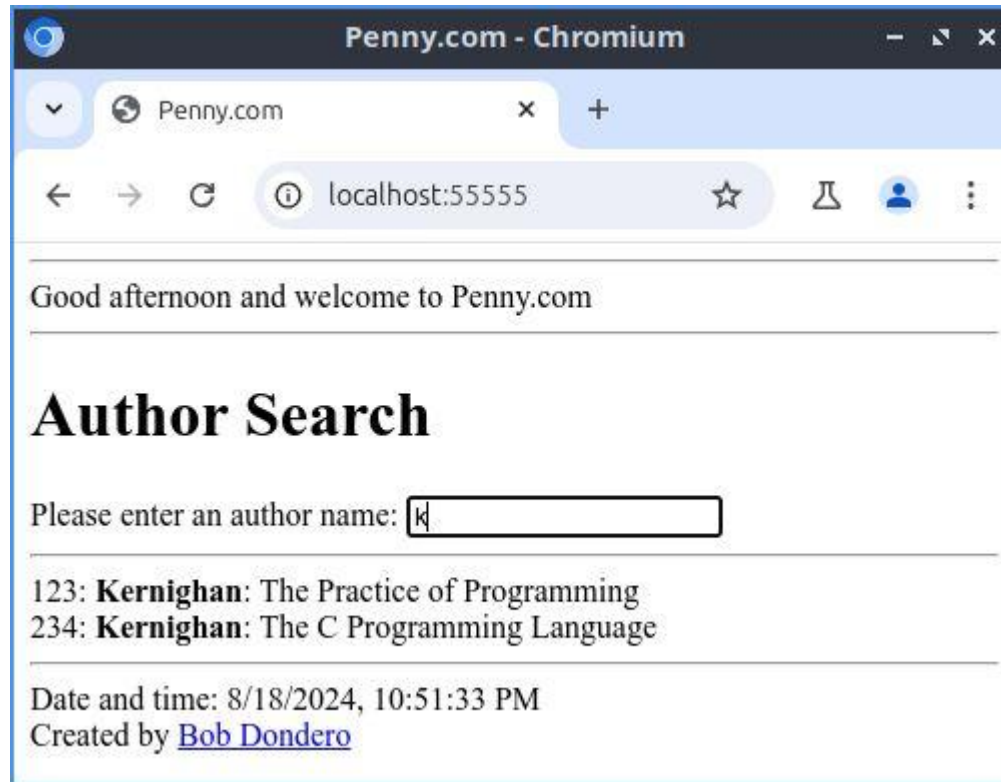 Penny.com - Chromium
Penny.com
localhost:55555
Good afternoon and welcome to Penny.com
Author Search
Please enter an author name: k
123: Kernighan: The Practice of Programming
234: Kernighan: The C Programming Language
Date and time: 8/18/2024, 10:51:33 PM
Created by Bob Dondero